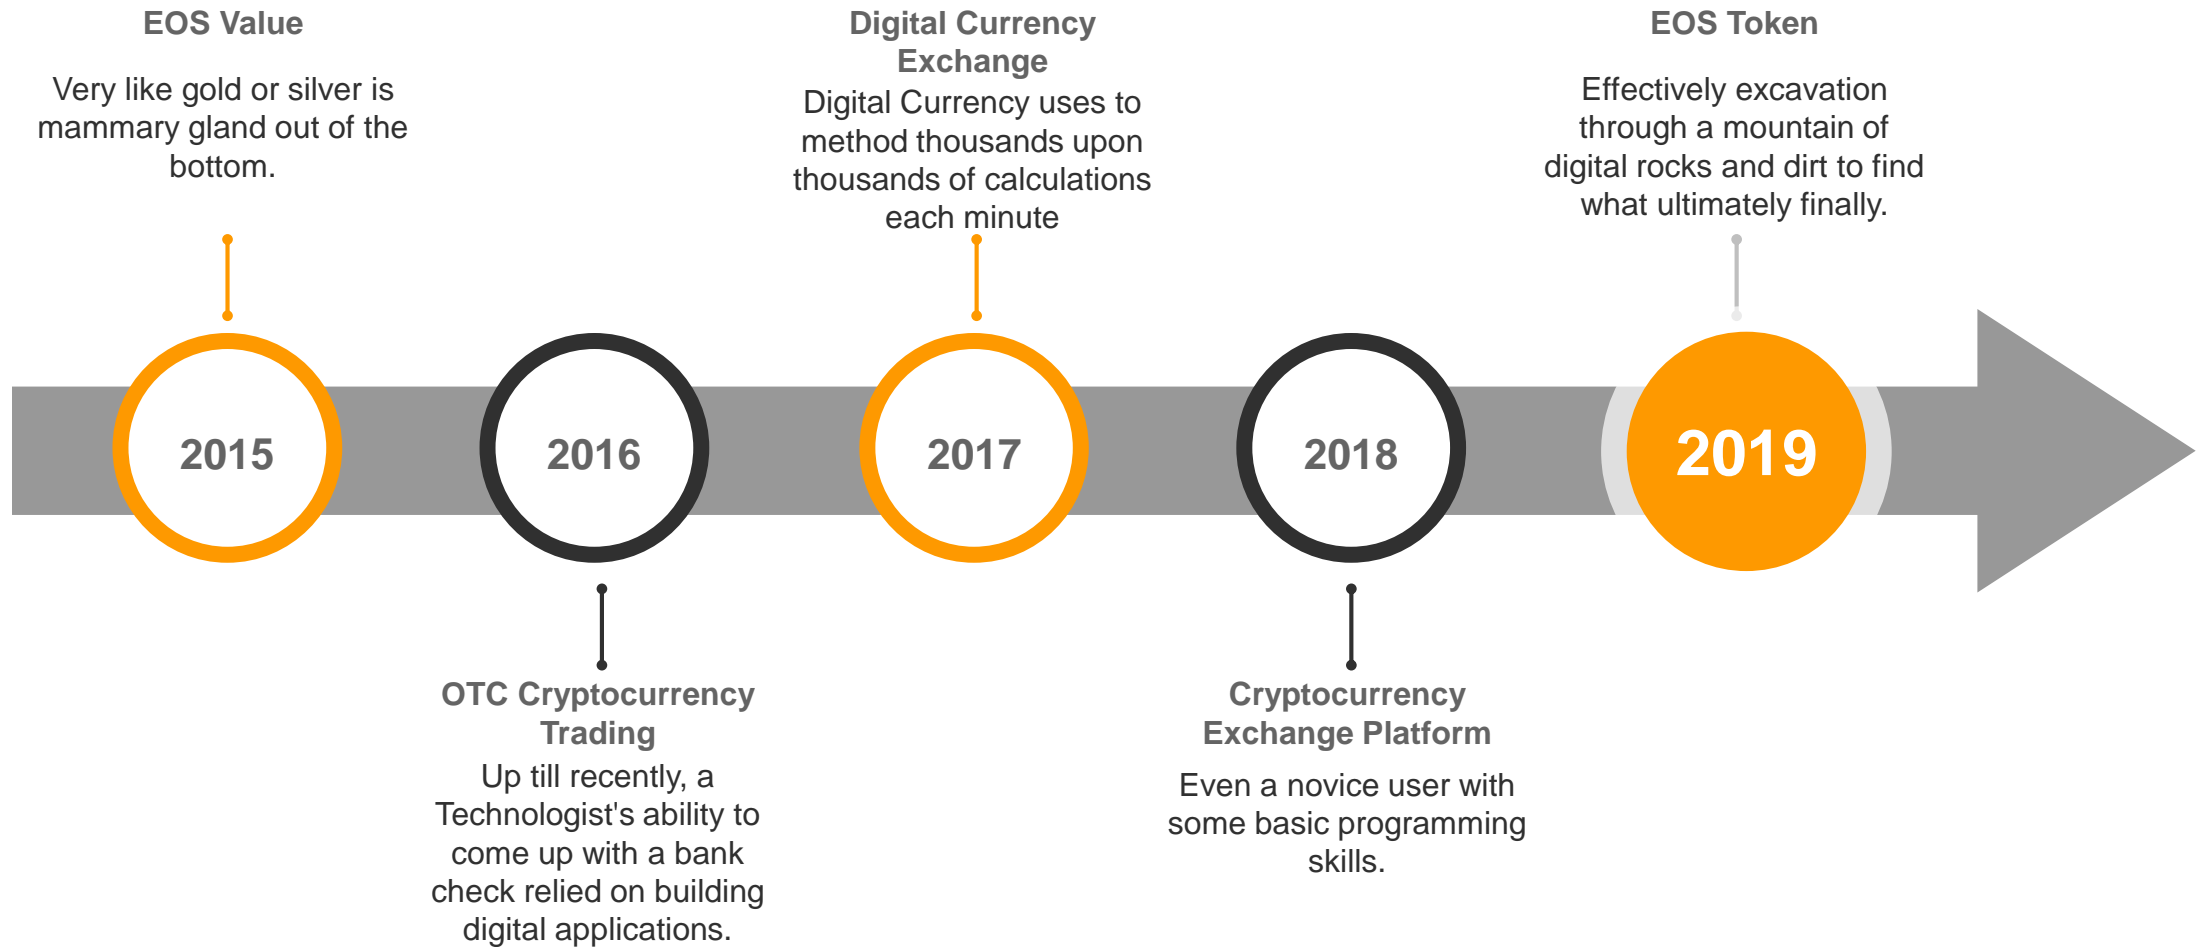 EOS Value
Very like gold or silver is
mammary gland out of the
bottom.
Digital Currency
Exchange
Digital Currency uses to
method thousands upon
thousands of calculations
each minute
EOS Token
Effectively excavation
through a mountain of
digital rocks and dirt to find
what ultimately finally.
2015
2016
2017
2018
2019
OTC Cryptocurrency
Trading
Up till recently, a
Technologist's ability to
come up with a bank
check relied on building
digital applications.
Cryptocurrency
Exchange Platform
Even a novice user with
some basic programming
skills.